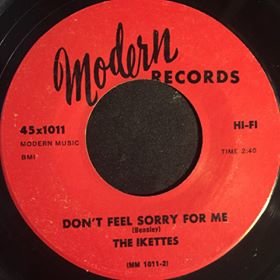 Modern
RECORDS
45x1011
HI-FI
MODERN MUSIC
BMI
TIME 2:40
DON'T FEEL SORRY FOR ME
(Beasley)
THE IKETTES
(MM 1011-2)